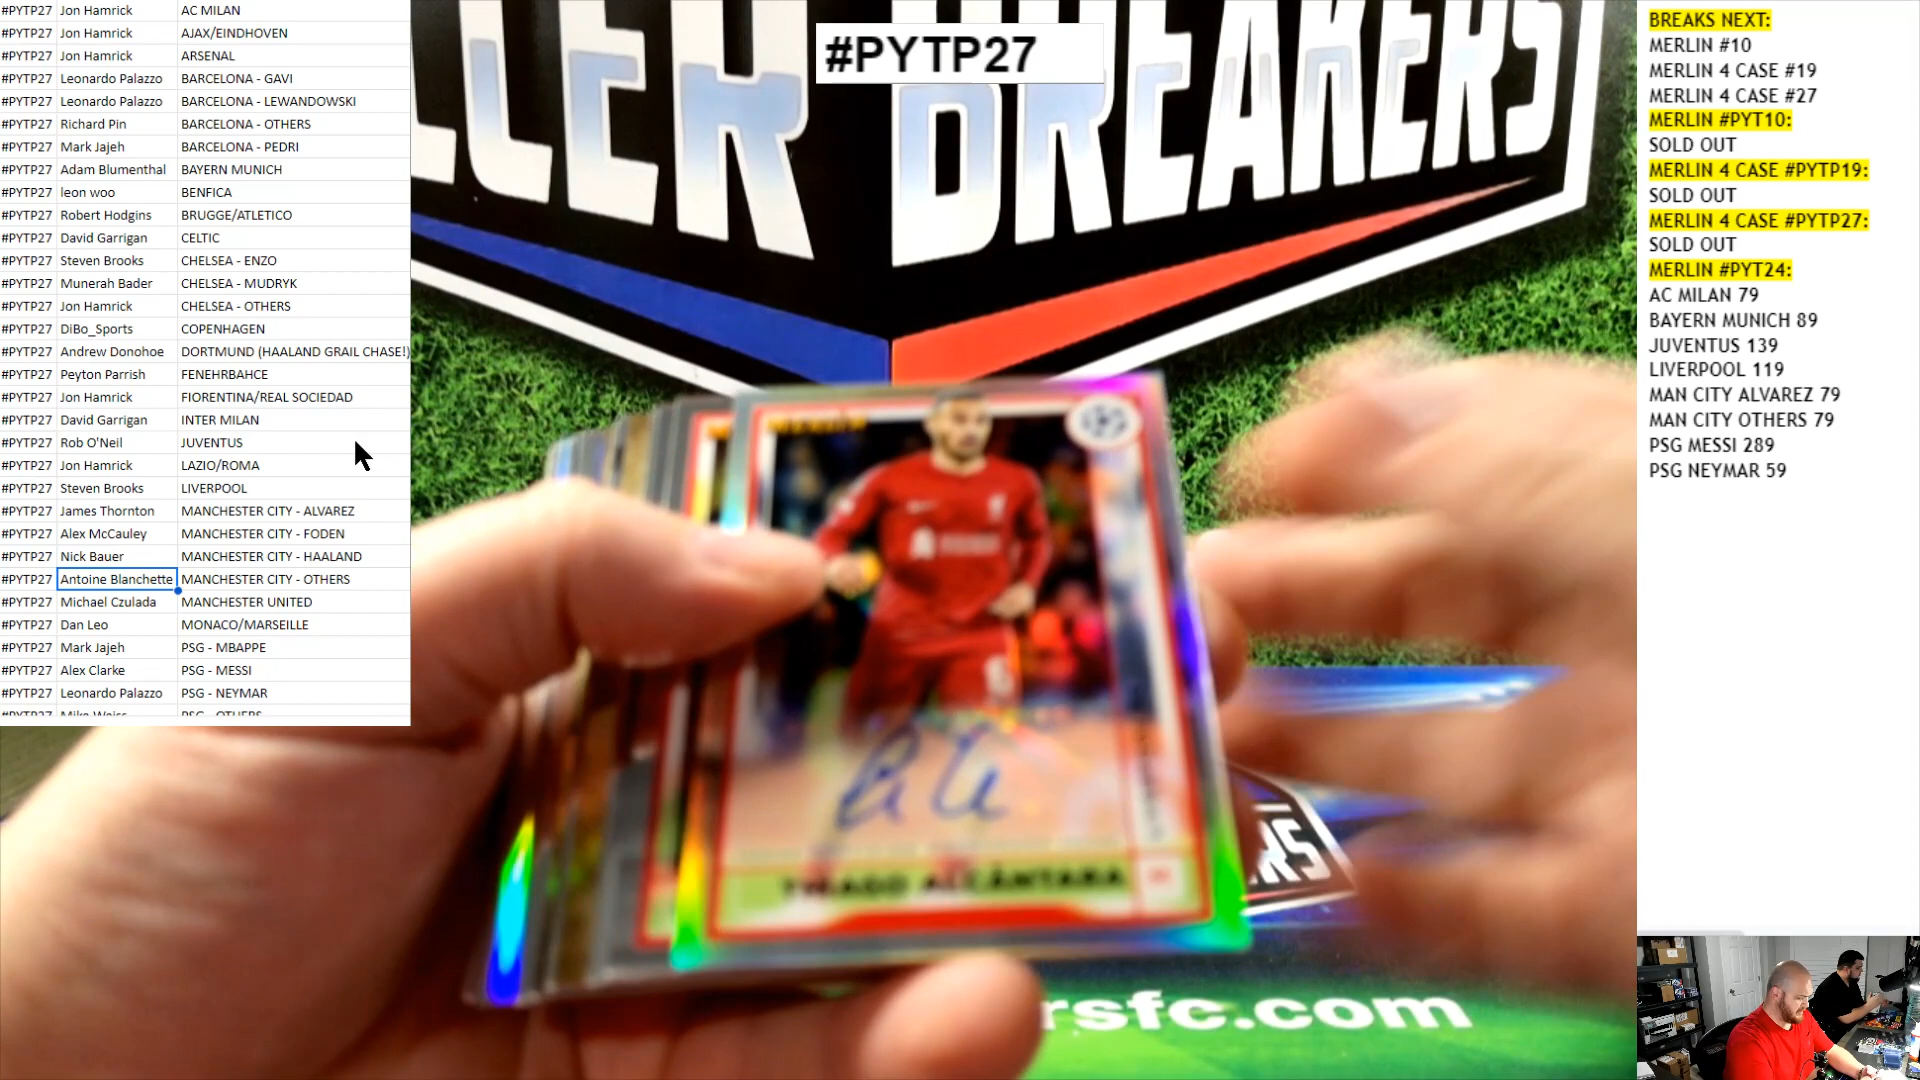 #PYTP27 Jon Hamrick AC MILAN
#PYTP27 Jon Hamrick AJAX/EINDHOVEN
#PYTP27 Jon Hamrick ARSENAL
#PYTP27 Leonardo Palazzo BARCELONA - GAVI
#PYTP27 Leonardo Palazzo BARCELONA - LEWANDOWSKI
#PYTP27 Richard Pin BARCELONA - OTHERS
#PYTP27 Mark Jajeh BARCELONA - PEDRI
#PYTP27 Adam Blumenthal BAYERN MUNICH
#PYTP27 leon woo BENFICA
#PYTP27 Robert Hodgins BRUGGE/ATLETICO
#PYTP27 David Garrigan CELTIC
#PYTP27 Steven Brooks CHELSEA - ENZO
#PYTP27 Munerah Bader CHELSEA - MUDRYK
#PYTP27 Jon Hamrick CHELSEA - OTHERS
#PYTP27 DiBo_Sports COPENHAGEN
#PYTP27 Andrew Donohoe DORTMUND (HAALAND GRAIL CHASE!)
#PYTP27 Peyton Parrish FENEHRBAHCE
#PYTP27 Jon Hamrick FIORENTINA/REAL SOCIEDAD
#PYTP27 David Garrigan INTER MILAN
#PYTP27 Rob O'Neil JUVENTUS
#PYTP27 Jon Hamrick LAZIO/ROMA
#PYTP27 Steven Brooks LIVERPOOL
#PYTP27 James Thornton MANCHESTER CITY - ALVAREZ
#PYTP27 Alex McCauley MANCHESTER CITY - FODEN
#PYTP27 Nick Bauer MANCHESTER CITY - HAALAND
#PYTP27 Antoine Blanchette MANCHESTER CITY - OTHERS
#PYTP27 Michael Czulada MANCHESTER UNITED
#PYTP27 Dan Leo MONACO/MARSEILLE
#PYTP27 Mark Jajeh PSG - MBAPPE
#PYTP27 Alex Clarke PSG - MESSI
#PYTP27 Leonardo Palazzo PSG - NEYMAR
#PYTP27 Mike Weiss PSG - OTHERS
#PYTP27
BREAKERS
MERLIN
THIAGO ALCÂNTARA
rsfc.com
BREAKS NEXT:
MERLIN #10
MERLIN 4 CASE #19
MERLIN 4 CASE #27
MERLIN #PYT10:
SOLD OUT
MERLIN 4 CASE #PYTP19:
SOLD OUT
MERLIN 4 CASE #PYTP27:
SOLD OUT
MERLIN #PYT24:
AC MILAN 79
BAYERN MUNICH 89
JUVENTUS 139
LIVERPOOL 119
MAN CITY ALVAREZ 79
MAN CITY OTHERS 79
PSG MESSI 289
PSG NEYMAR 59